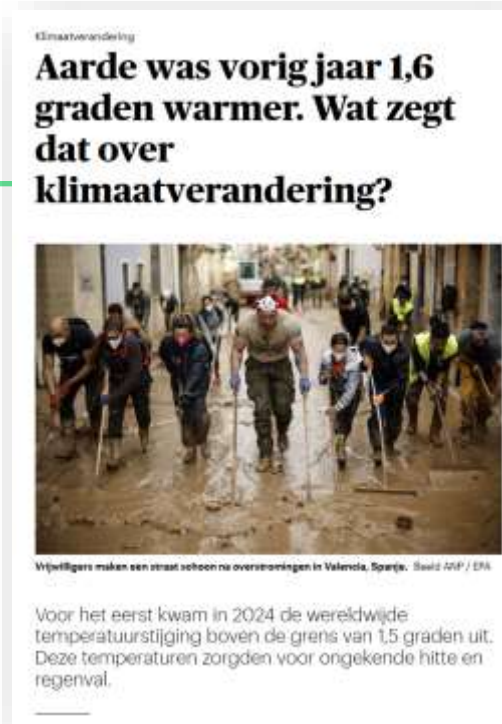 Klimaatverandering
Aarde was vorig jaar 1,6
graden warmer. Wat zegt
dat over
klimaatverandering?
Vrijwilligers maken een straat schoon na overstromingen in Valencia, Spanje. Beeld ANP / EPA
Voor het eerst kwam in 2024 de wereldwijde
temperatuurstijging boven de grens van 1,5 graden uit.
Deze temperaturen zorgden voor ongekende hitte en
regenval.